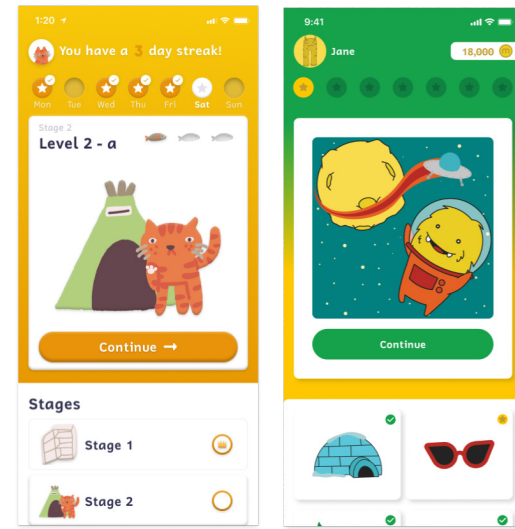 1:20
You have a 3 day streak!
Mon Tue Wed Thu Fri Sat Sun
Stage 2
Level 2 - a
Continue →
Stages
Stage 1
Stage 2
9:41
Jane
18,000
Continue